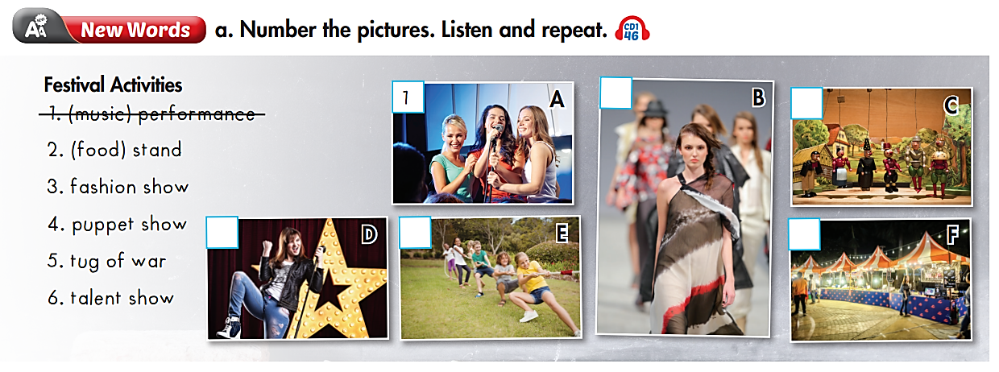 NEW!
New Words a. Number the pictures. Listen and repeat. CD1 46
Festival Activities
1. (music) performance
2. (food) stand
3. fashion show
4. puppet show
5. tug of war
6. talent show
1 A
B
C
D
E
F